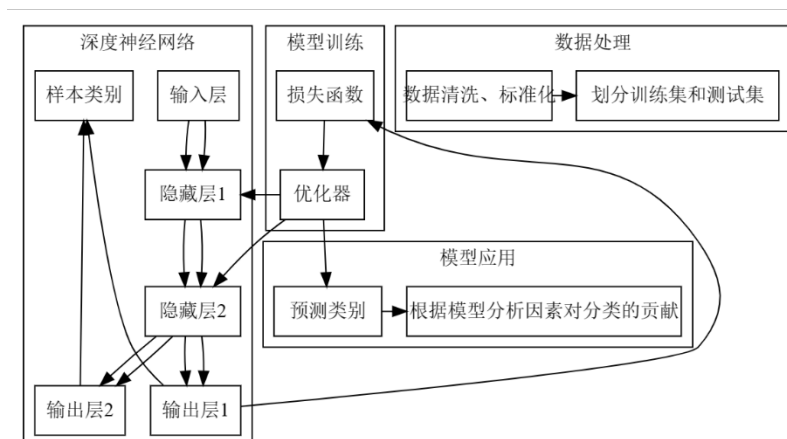 深度神经网络
模型训练
数据处理
样本类别
输入层
损失函数
数据清洗、标准化
划分训练集和测试集
隐藏层1
优化器
模型应用
隐藏层2
预测类别
根据模型分析因素对分类的贡献
输出层2
输出层1